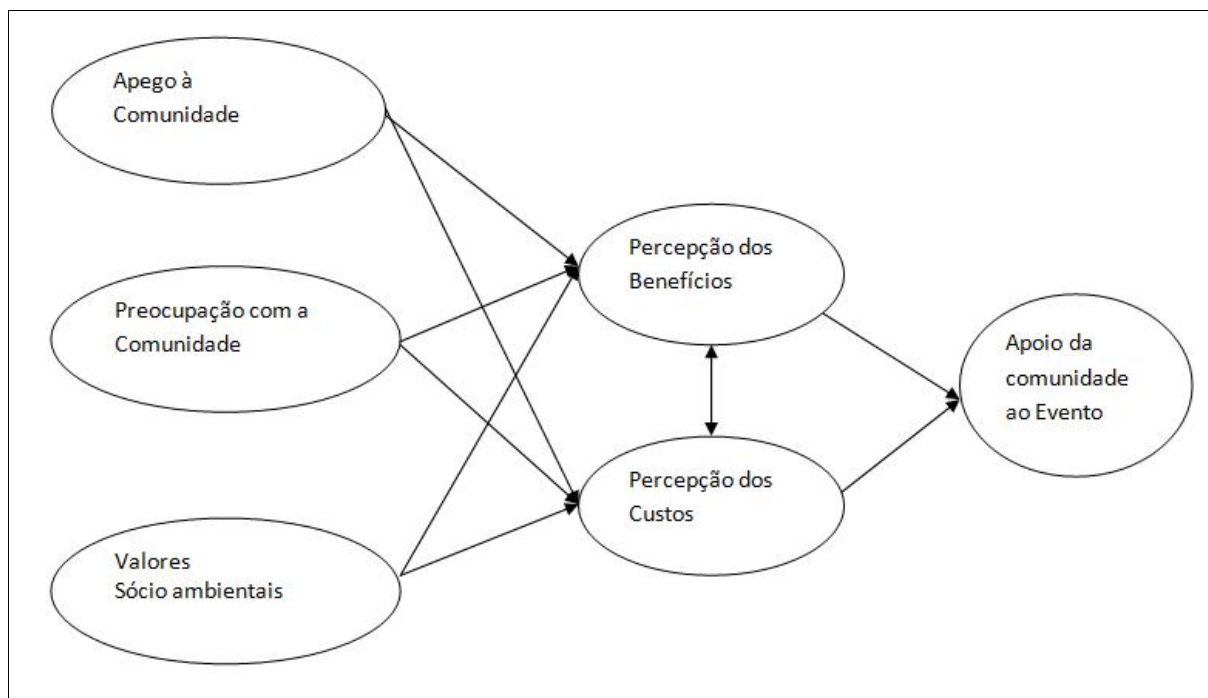 Apego à
Comunidade
Preocupação com a
Comunidade
Valores
Sócio ambientais
Percepção dos
Benefícios
Percepção dos
Custos
Apoio da
comunidade
ao Evento